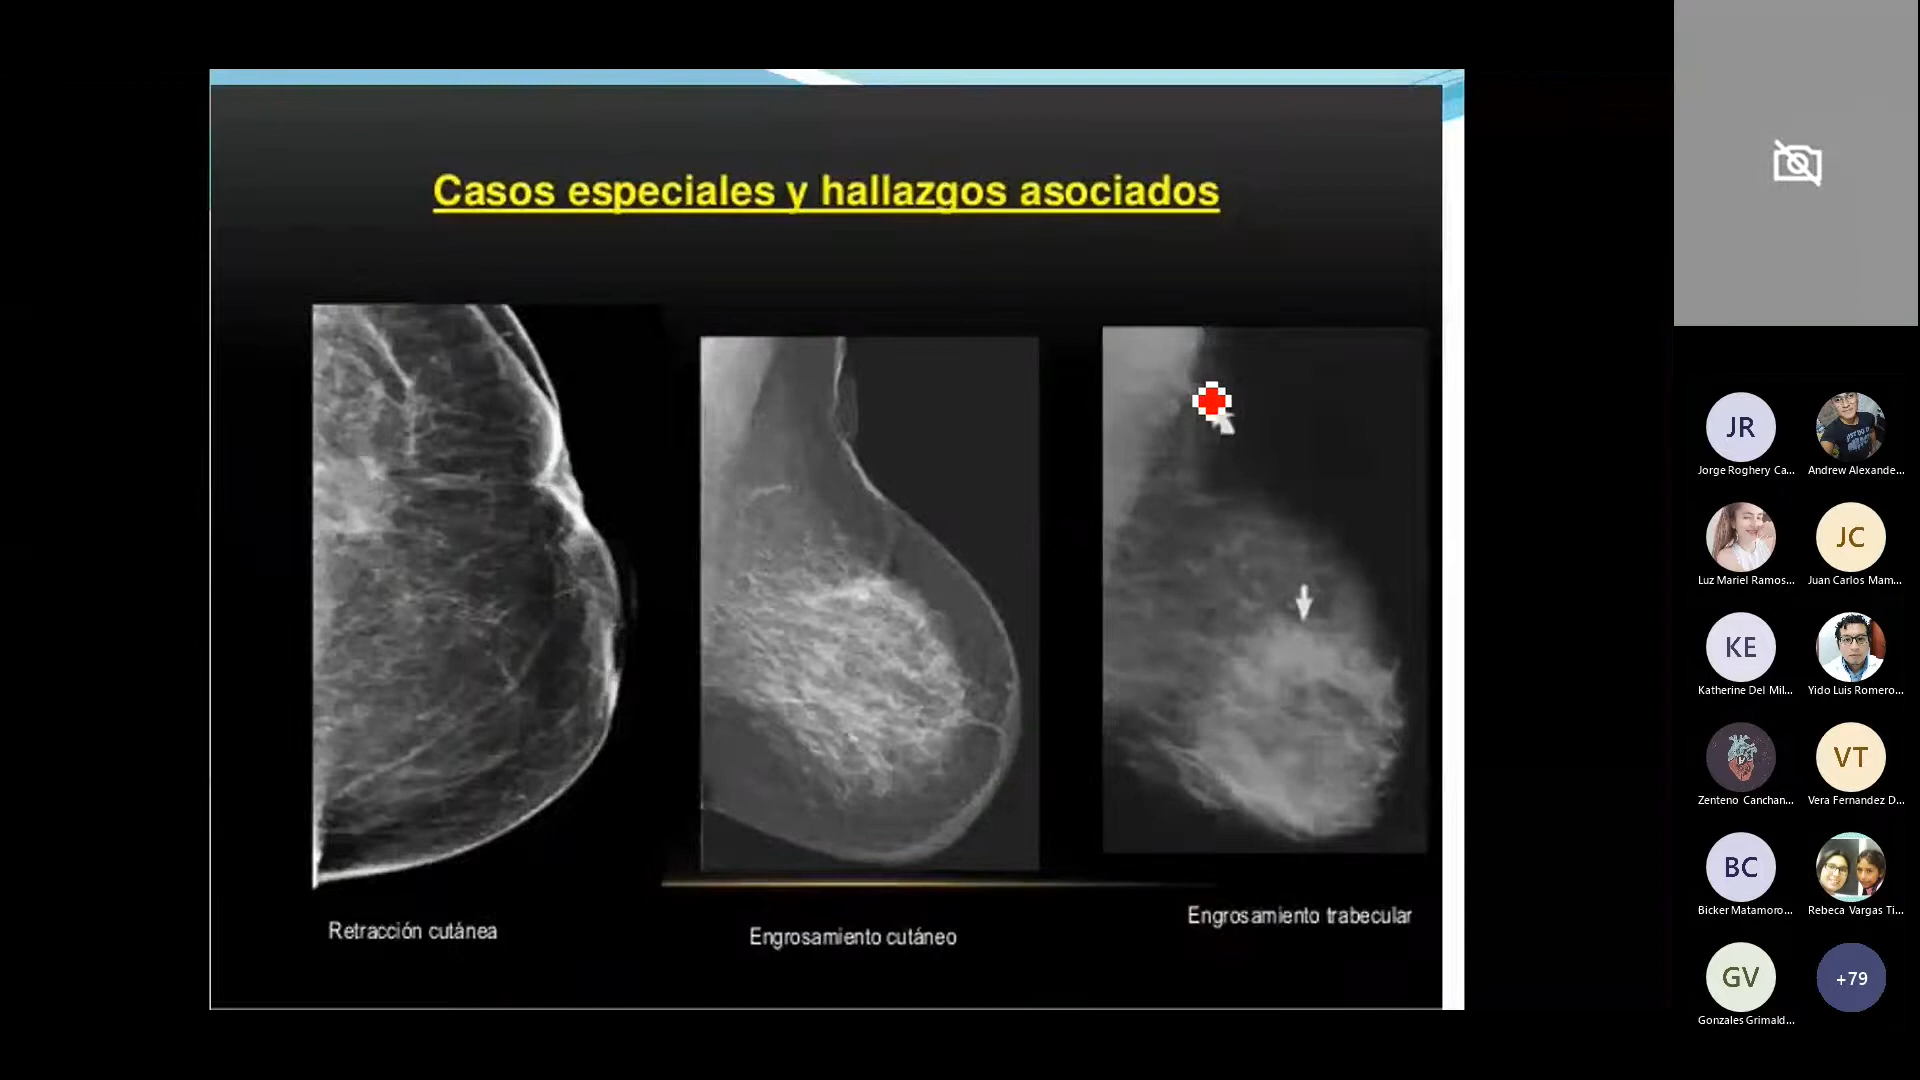 Casos especiales y hallazgos asociados
Retracción cutánea
Engrosamiento cutáneo
Engrosamiento trabecular
JR
Jorge Roghery Ca...
Andrew Alexande...
Luz Mariel Ramos...
JC
Juan Carlos Mam...
KE
Katherine Del Mil...
Yido Luis Romero...
Zenteno Canchan...
VT
Vera Fernandez D...
BC
Bicker Matamoro...
Rebeca Vargas Ti...
GV
Gonzales Grimald...
+79